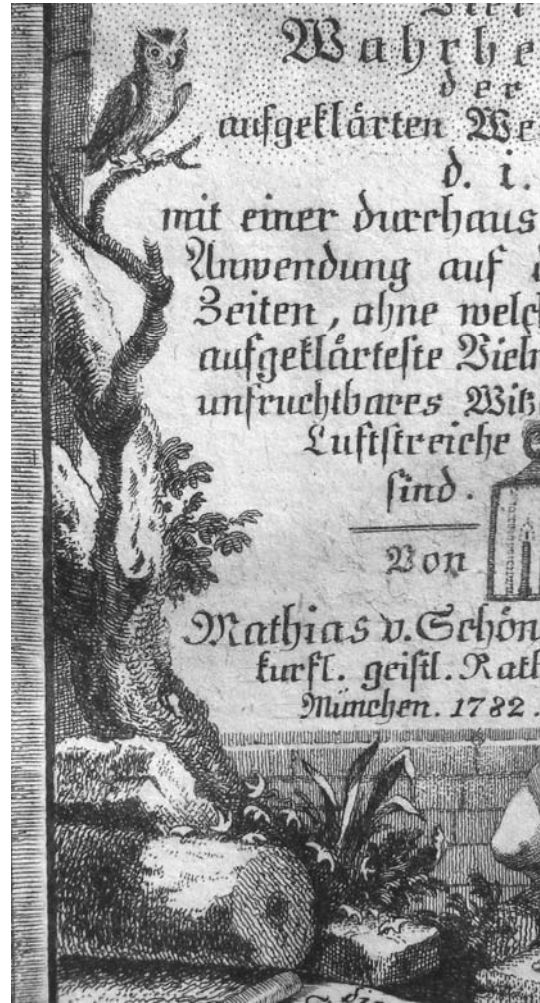 Wahrhe
der
aufgeklärten We
d. i.
mit einer durchaus
Anwendung auf d
Zeiten, ohne welch
aufgeklärteste Vieln
unfruchtbares Witz
Luftstreiche
sind.
Von
Mathias v. Schön
kurfl. geistl. Rath
München. 1782.